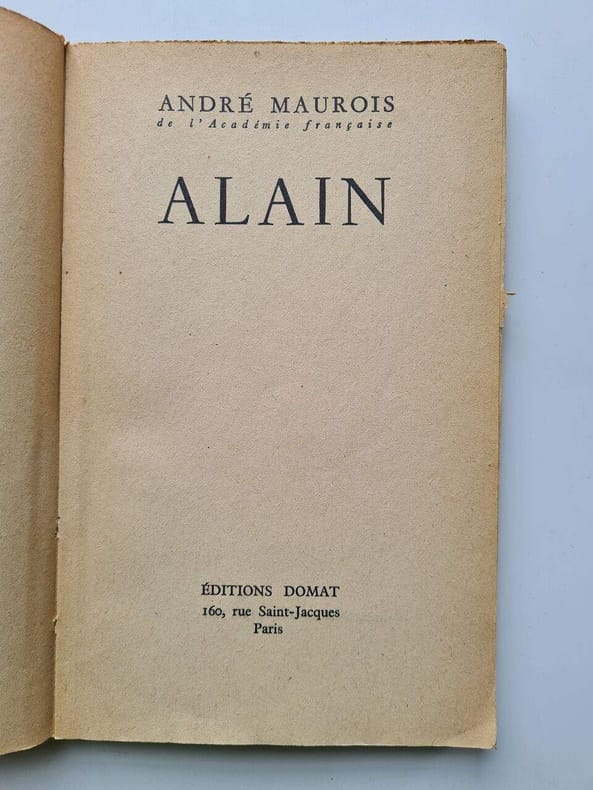 ANDRÉ MAUROIS
de l'Académie française
ALAIN
ÉDITIONS DOMAT
160, rue Saint-Jacques
Paris